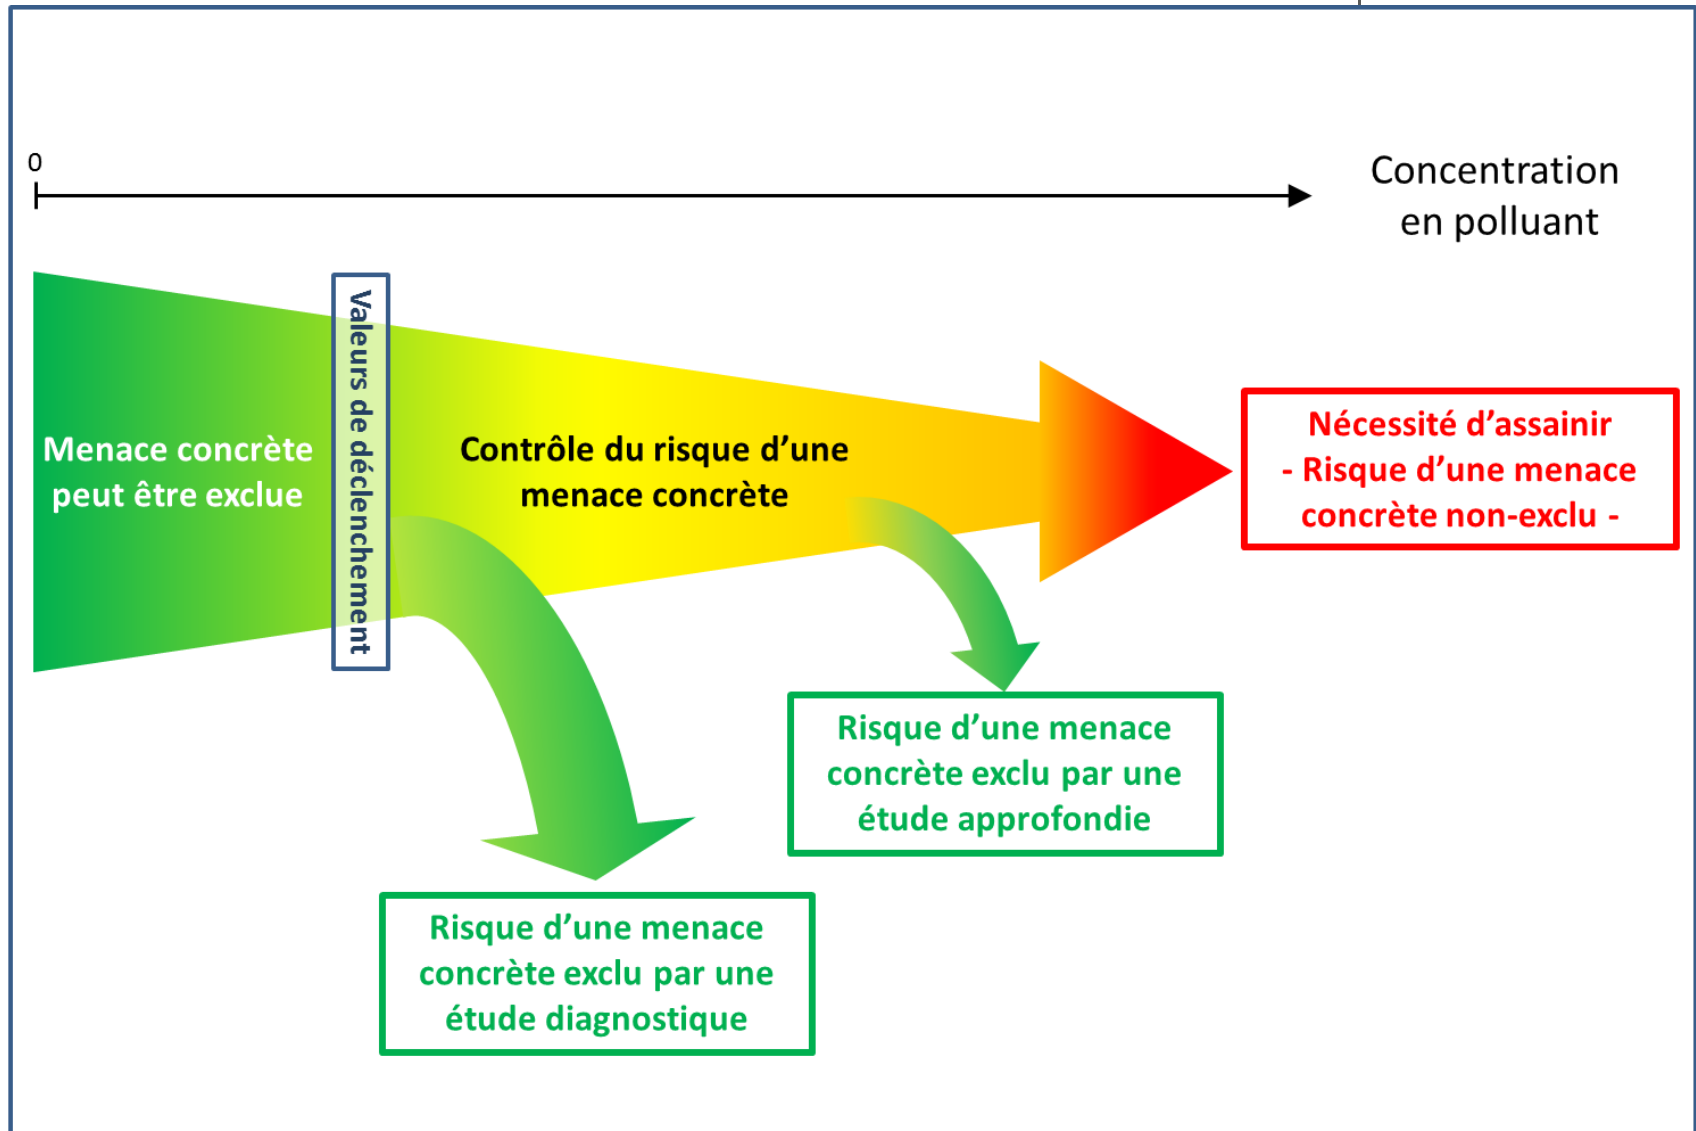 0
Concentration
en polluant
Valeurs de déclenchement
Menace concrète
peut être exclue
Contrôle du risque d’une
menace concrète
Nécessité d’assainir
- Risque d’une menace
concrète non-exclu -
Risque d’une menace
concrète exclu par une
étude approfondie
Risque d’une menace
concrète exclu par une
étude diagnostique